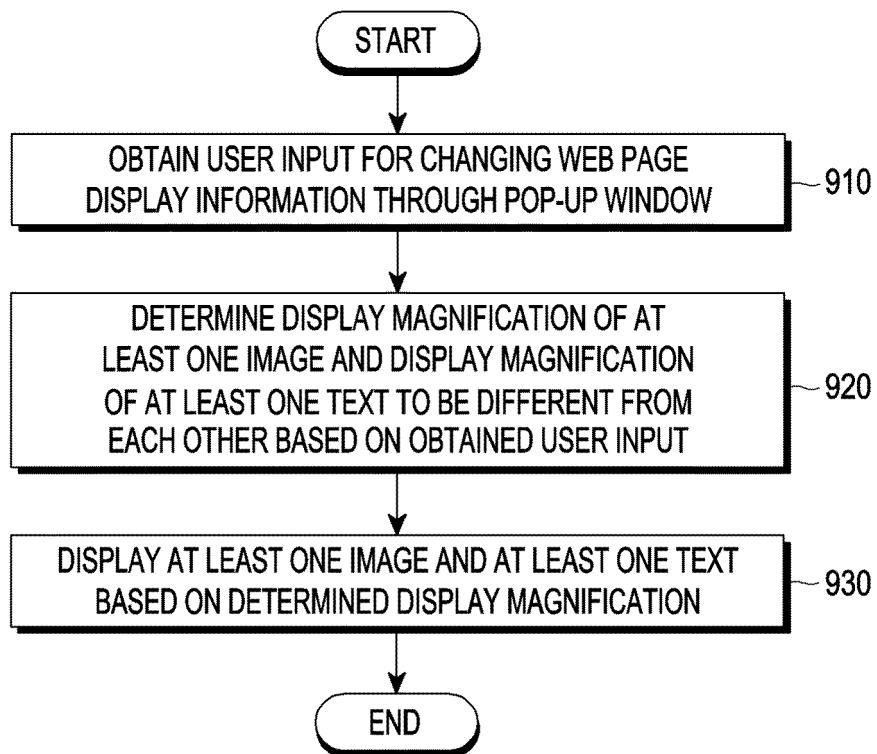 START
OBTAIN USER INPUT FOR CHANGING WEB PAGE
DISPLAY INFORMATION THROUGH POP-UP WINDOW
910
DETERMINE DISPLAY MAGNIFICATION OF AT
LEAST ONE IMAGE AND DISPLAY MAGNIFICATION
OF AT LEAST ONE TEXT TO BE DIFFERENT FROM
EACH OTHER BASED ON OBTAINED USER INPUT
920
DISPLAY AT LEAST ONE IMAGE AND AT LEAST ONE TEXT
BASED ON DETERMINED DISPLAY MAGNIFICATION
930
END